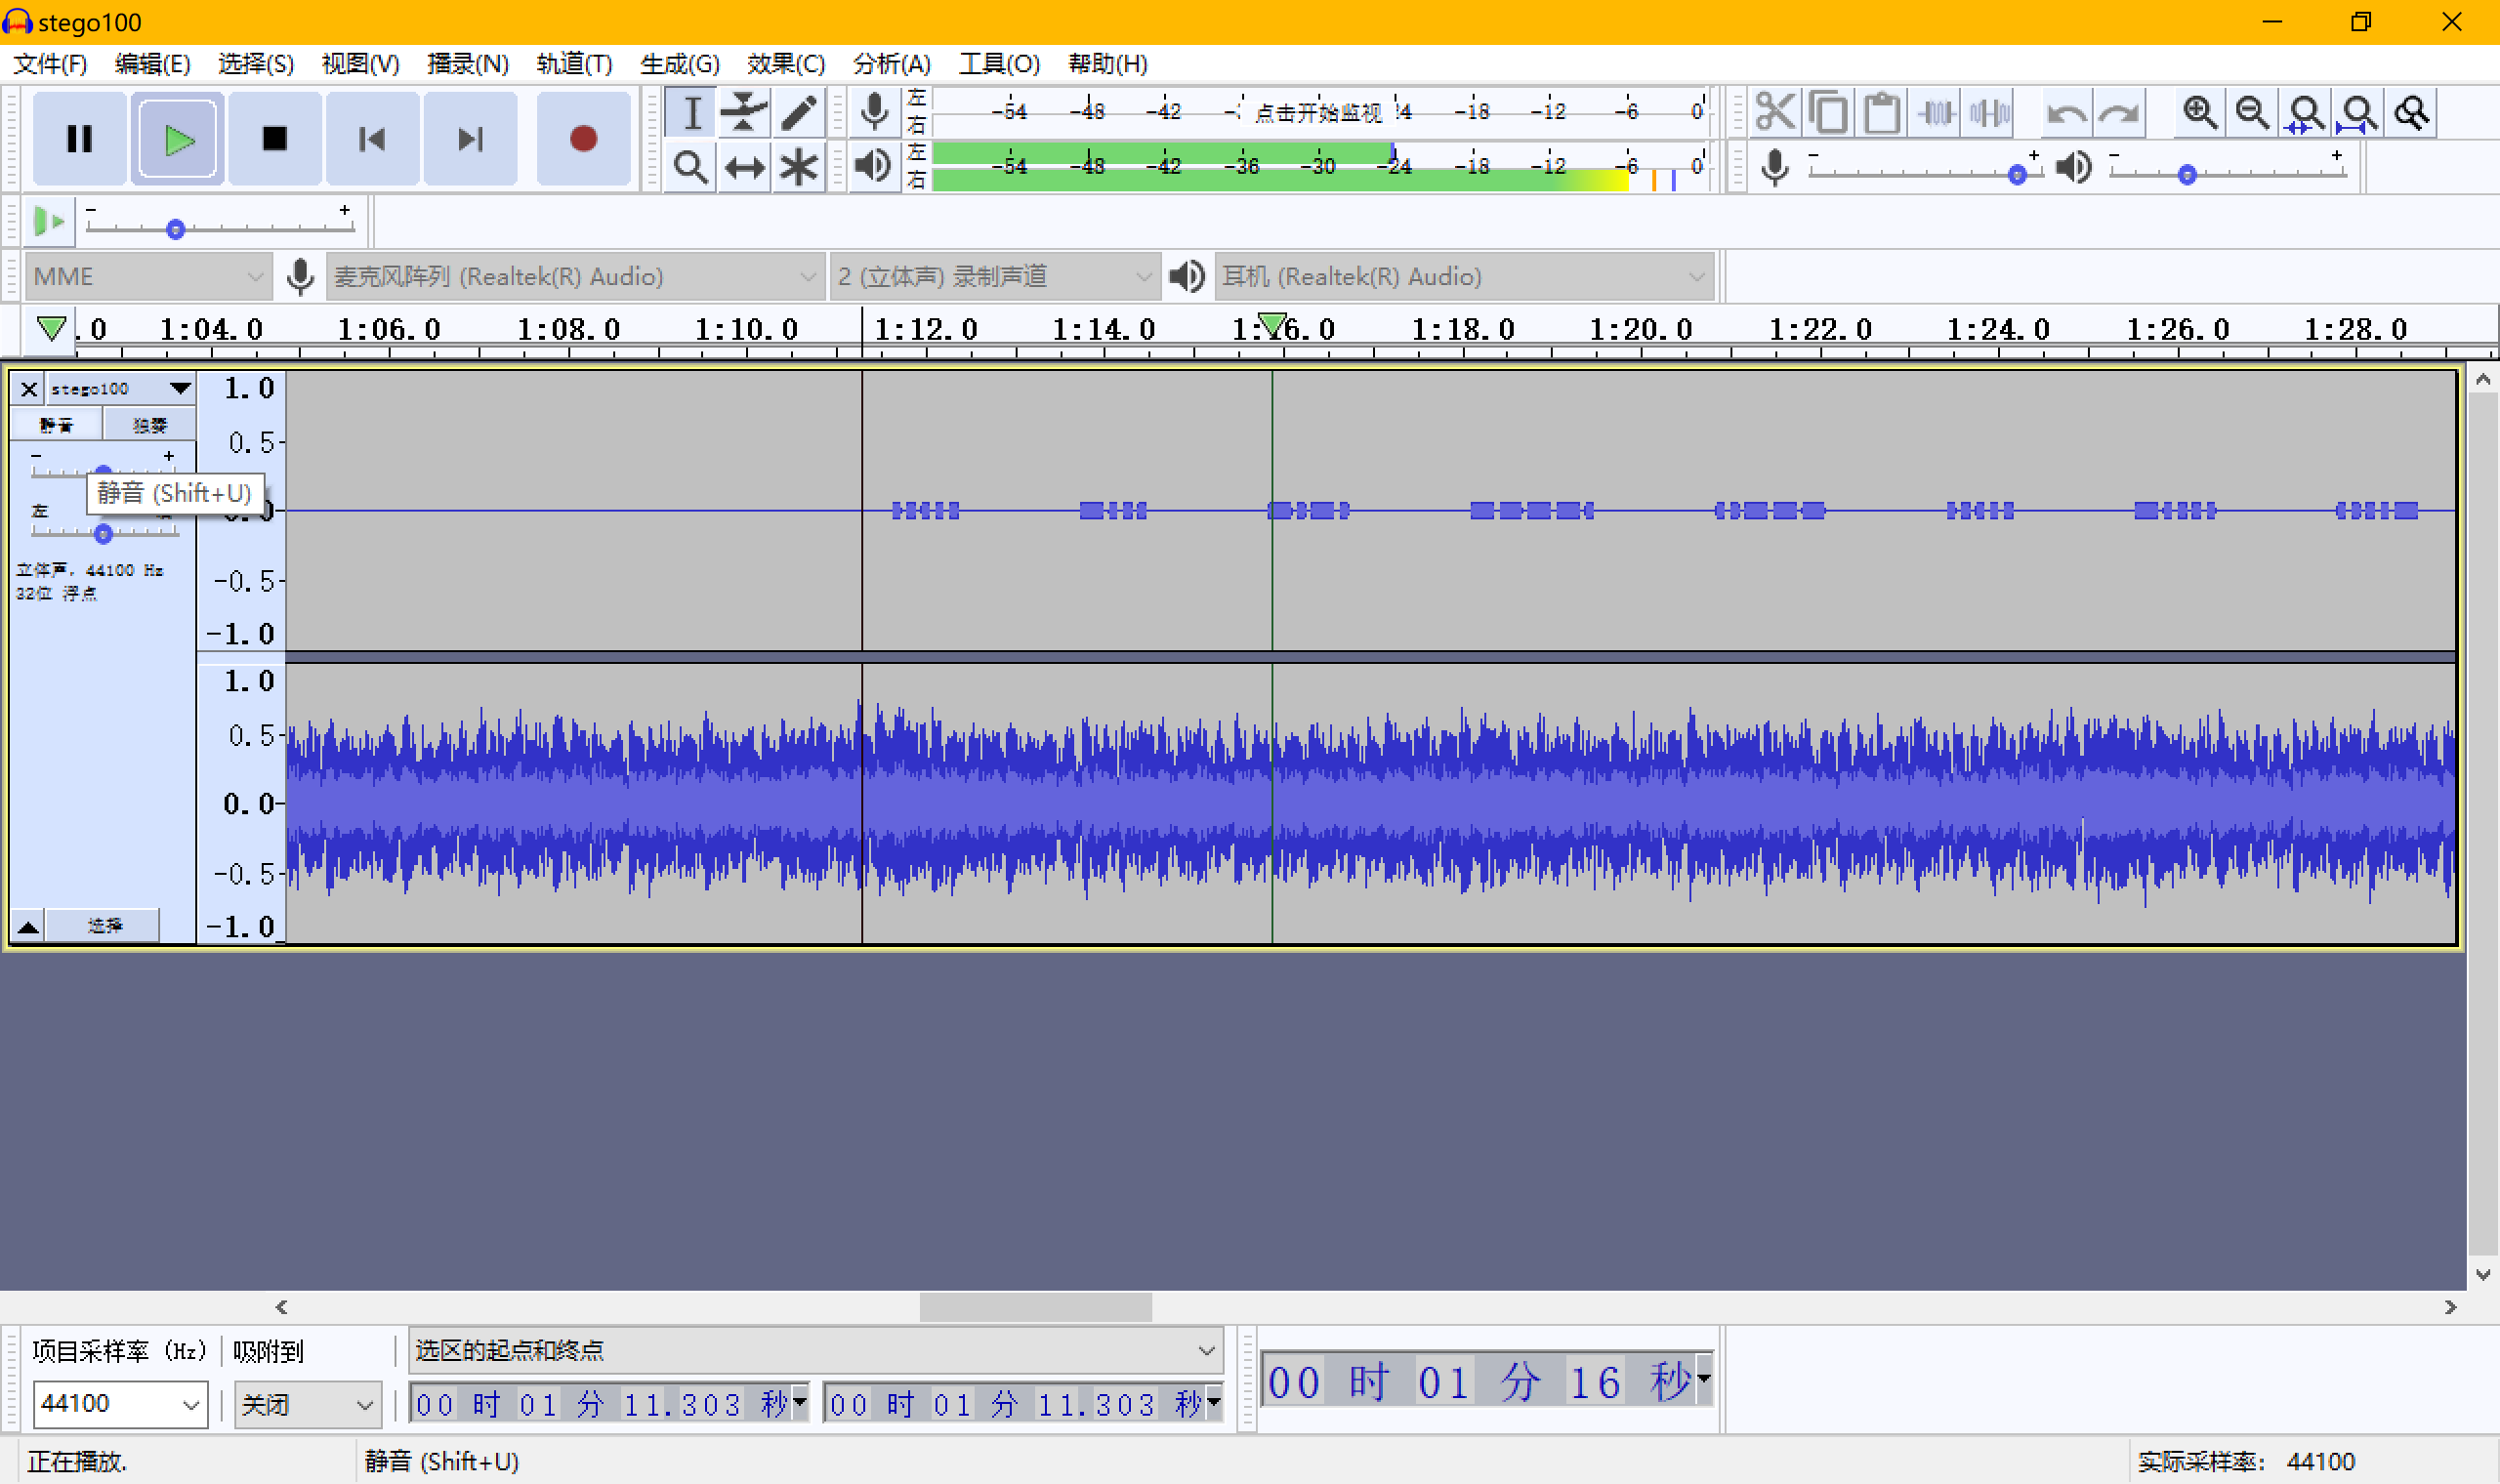 stego100
文件(F) 编辑(E) 选择(S) 视图(V) 播录(N) 轨道(T) 生成(G) 效果(C) 分析(A) 工具(O) 帮助(H)
左 -54 -48 -42 点击开始监视 -18 -12 -6 0
右
左 -54 -48 -42 -36 -30 -24 -18 -12 -6 0
右
- +
- +
- +
MME 麦克风阵列 (Realtek(R) Audio) 2 (立体声) 录制声道 耳机 (Realtek(R) Audio)
.0 1:04.0 1:06.0 1:08.0 1:10.0 1:12.0 1:14.0 1:16.0 1:18.0 1:20.0 1:22.0 1:24.0 1:26.0 1:28.0
stego100
静音 独奏
- +
静音 (Shift+U)
左
立体声, 44100 Hz
32位 浮点
选择
1.0
0.5
0.0
-0.5
-1.0
1.0
0.5
0.0
-0.5
-1.0
项目采样率 (Hz) 吸附到 选区的起点和终点
44100 关闭 00 时 01 分 11.303 秒 00 时 01 分 11.303 秒 00 时 01 分 16 秒
正在播放. 静音 (Shift+U) 实际采样率: 44100